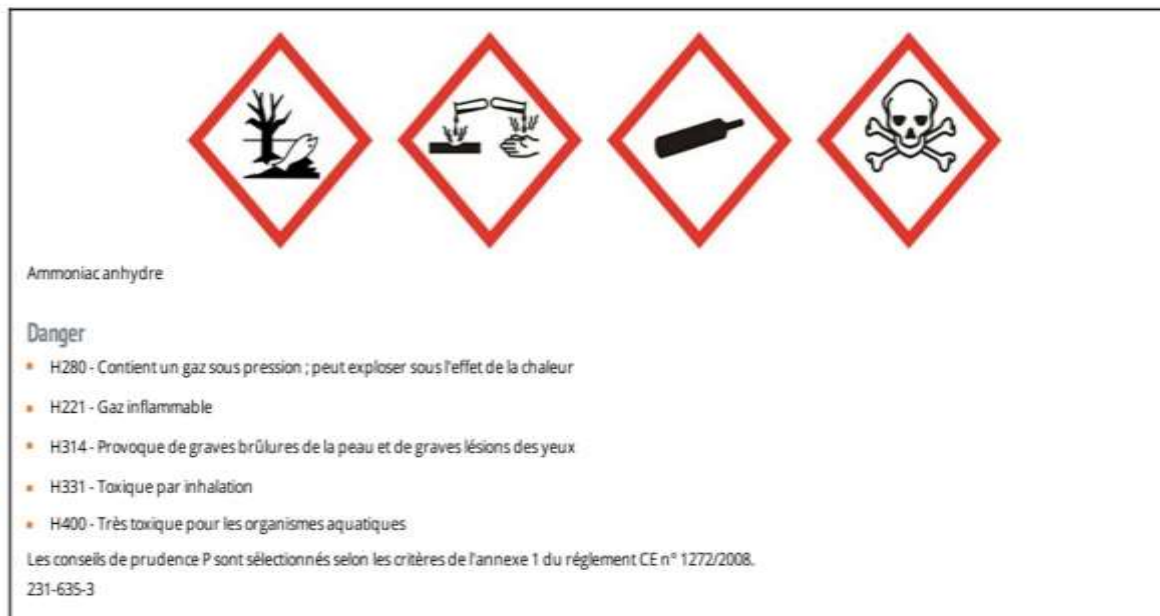 Ammoniac anhydre
Danger
H280 - Contient un gaz sous pression ; peut exploser sous l'effet de la chaleur
H221 - Gaz inflammable
H314 - Provoque de graves brûlures de la peau et de graves lésions des yeux
H331 - Toxique par inhalation
H400 - Très toxique pour les organismes aquatiques
Les conseils de prudence P sont sélectionnés selon les critères de l'annexe 1 du réglement CE n° 1272/2008.
231-635-3